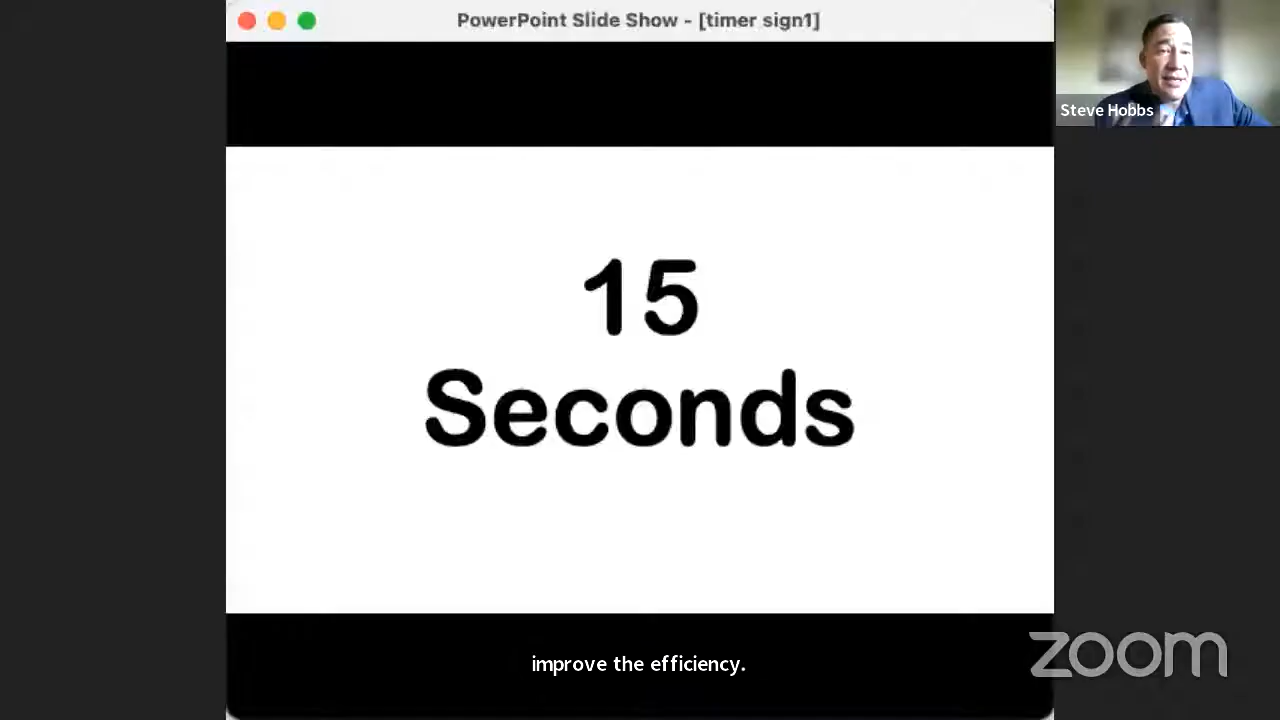 PowerPoint Slide Show - [timer sign1]
Steve Hobbs
15
Seconds
improve the efficiency.
zoom